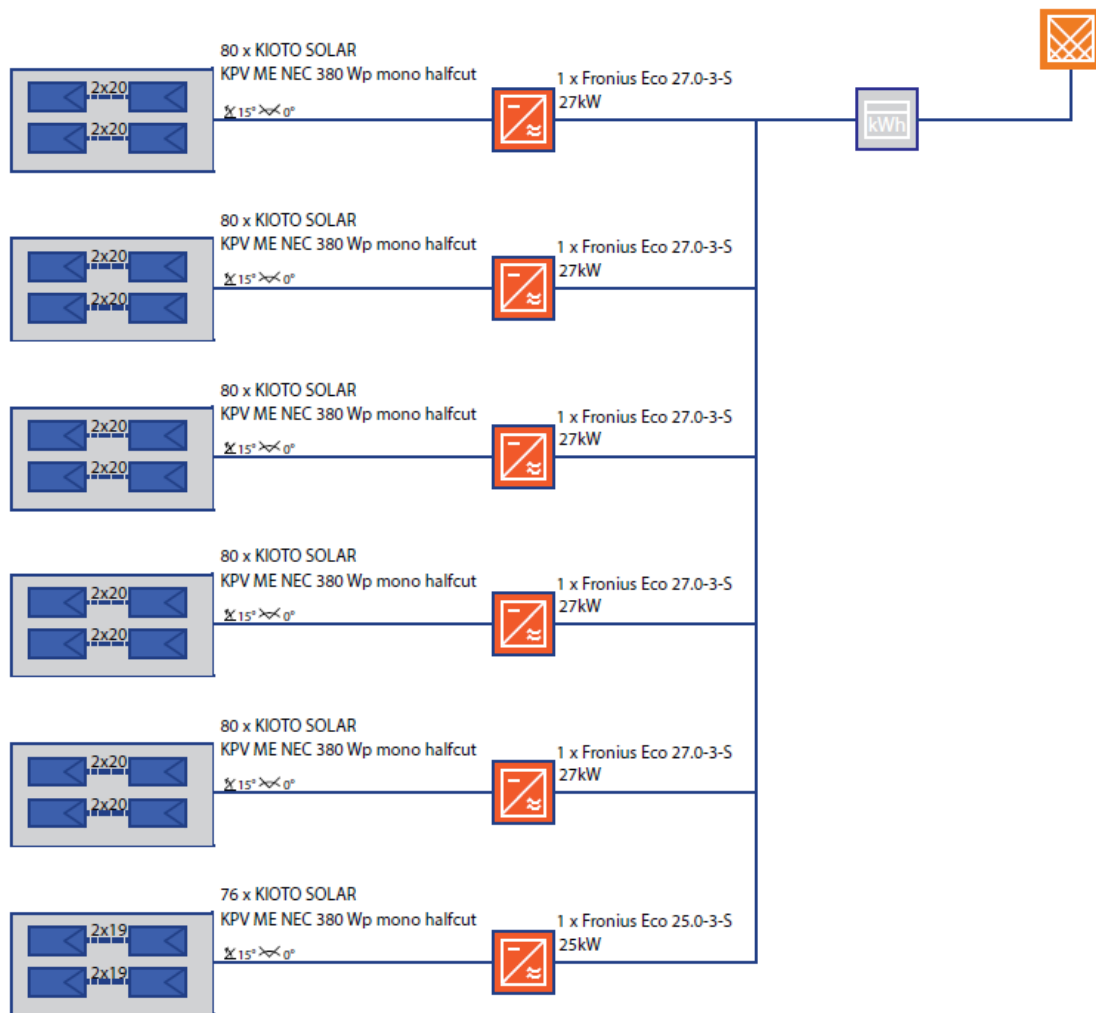 80 x KIOTO SOLAR
KPV ME NEC 380 Wp mono halfcut
2x20
2x20
15° 0°
1 x Fronius Eco 27.0-3-S
27kW
kWh
80 x KIOTO SOLAR
KPV ME NEC 380 Wp mono halfcut
2x20
2x20
15° 0°
1 x Fronius Eco 27.0-3-S
27kW
80 x KIOTO SOLAR
KPV ME NEC 380 Wp mono halfcut
2x20
2x20
15° 0°
1 x Fronius Eco 27.0-3-S
27kW
80 x KIOTO SOLAR
KPV ME NEC 380 Wp mono halfcut
2x20
2x20
15° 0°
1 x Fronius Eco 27.0-3-S
27kW
80 x KIOTO SOLAR
KPV ME NEC 380 Wp mono halfcut
2x20
2x20
15° 0°
1 x Fronius Eco 27.0-3-S
27kW
76 x KIOTO SOLAR
KPV ME NEC 380 Wp mono halfcut
2x19
2x19
15° 0°
1 x Fronius Eco 25.0-3-S
25kW